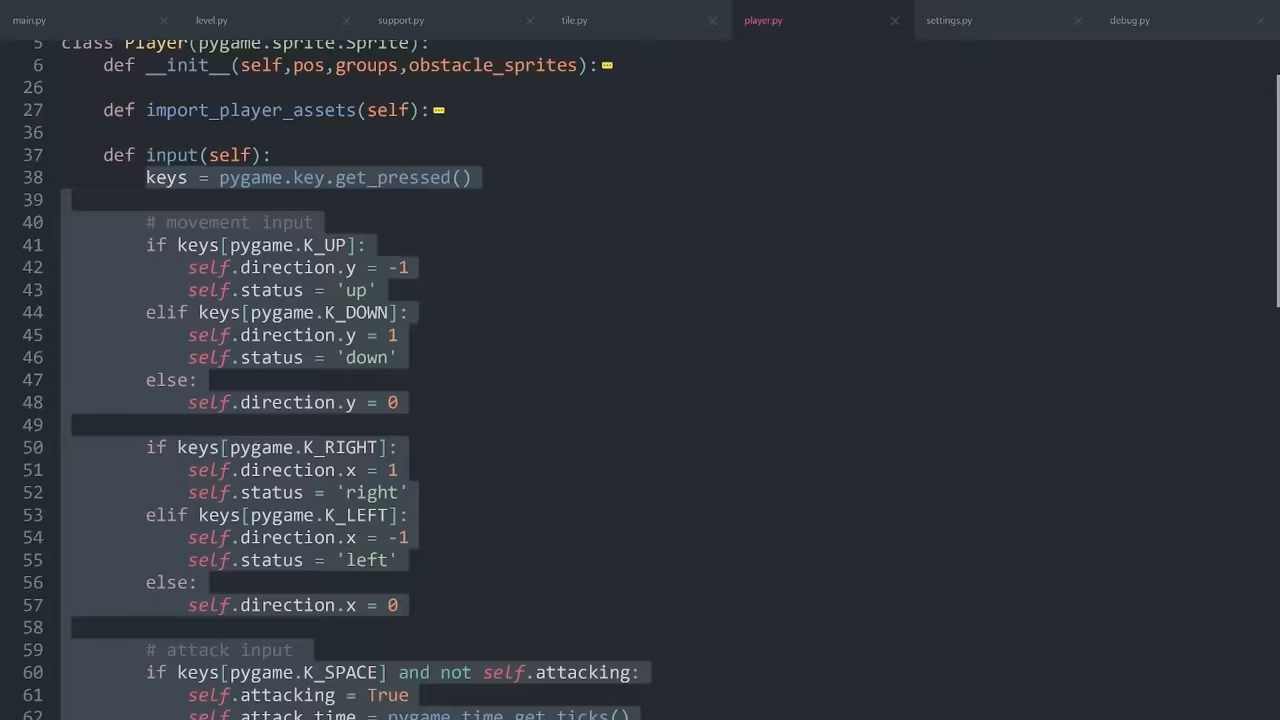 main.py level.py support.py tile.py player.py settings.py debug.py
5 class Player(pygame.sprite.Sprite):
6 def __init__(self,pos,groups,obstacle_sprites):
26
27 def import_player_assets(self):
36
37 def input(self):
38 keys = pygame.key.get_pressed()
39
40 # movement input
41 if keys[pygame.K_UP]:
42 self.direction.y = -1
43 self.status = 'up'
44 elif keys[pygame.K_DOWN]:
45 self.direction.y = 1
46 self.status = 'down'
47 else:
48 self.direction.y = 0
49
50 if keys[pygame.K_RIGHT]:
51 self.direction.x = 1
52 self.status = 'right'
53 elif keys[pygame.K_LEFT]:
54 self.direction.x = -1
55 self.status = 'left'
56 else:
57 self.direction.x = 0
58
59 # attack input
60 if keys[pygame.K_SPACE] and not self.attacking:
61 self.attacking = True
62 self.attack_time = pygame.time.get_ticks()